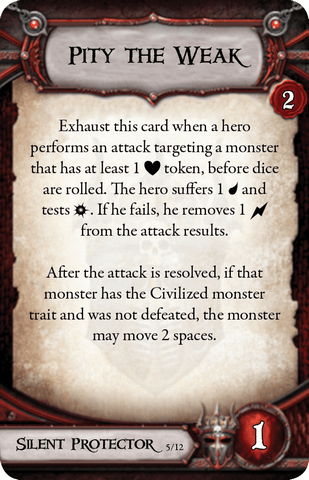 Pity the Weak
2
Exhaust this card when a hero
performs an attack targeting a monster
that has at least 1 ♥ token, before dice
are rolled. The hero suffers 1 and
tests . If he fails, he removes 1
from the attack results.
After the attack is resolved, if that
monster has the Civilized monster
trait and was not defeated, the monster
may move 2 spaces.
Silent Protector 5/12
1